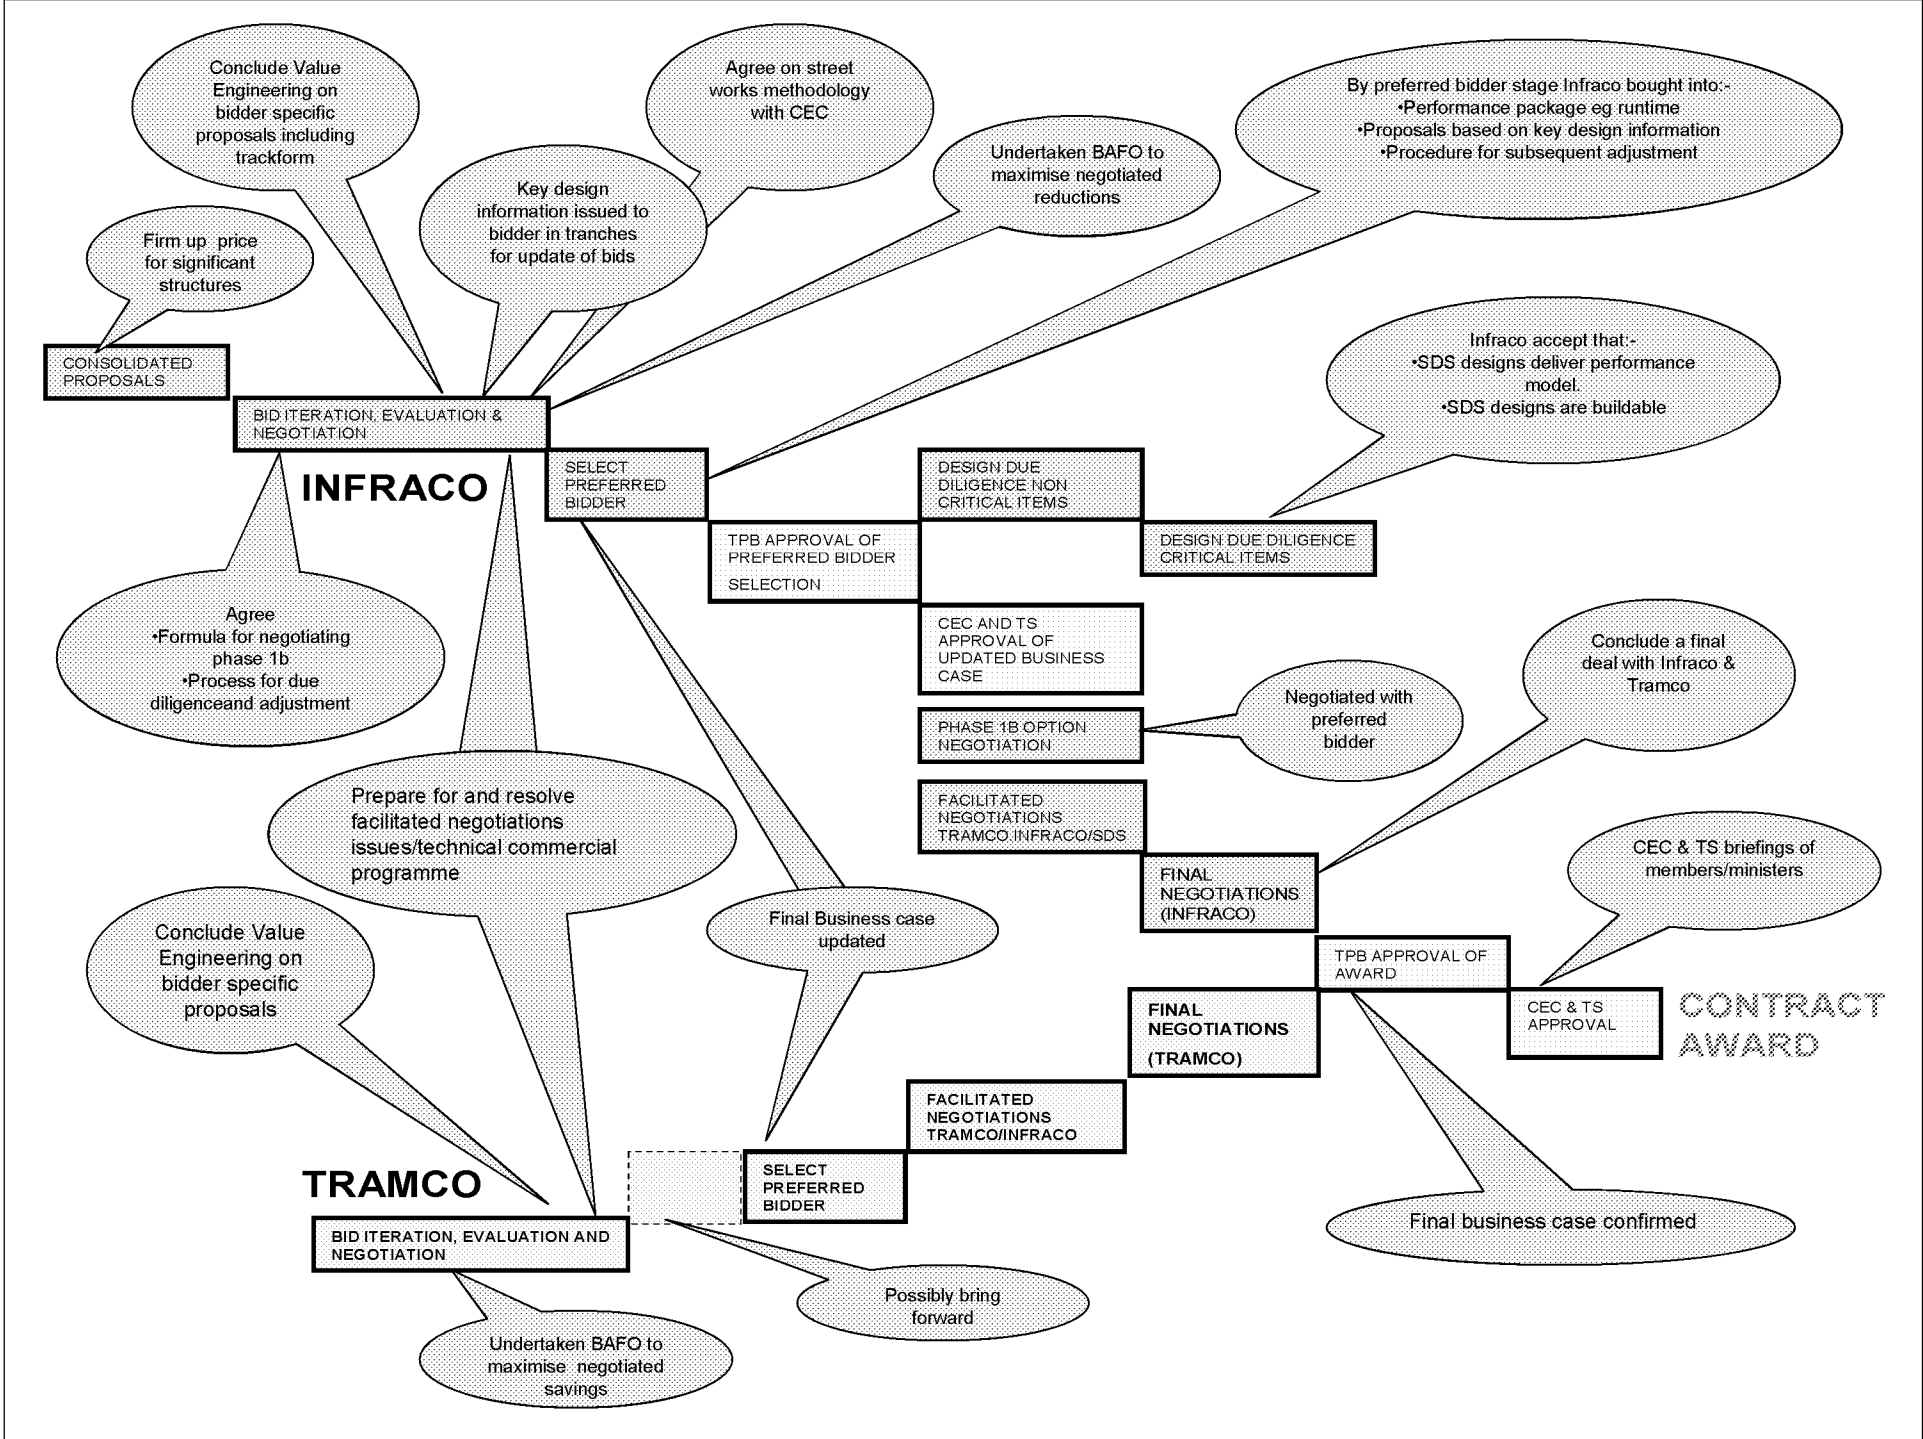 Conclude Value
Engineering on
bidder specific
proposals including
trackform
Agree on street
works methodology
with CEC
By preferred bidder stage Infraco bought into:-
•Performance package eg runtime
•Proposals based on key design information
•Procedure for subsequent adjustment
Undertaken BAFO to
maximise negotiated
reductions
Key design
information issued to
bidder in tranches
for update of bids
Firm up price
for significant
structures
Infraco accept that:-
•SDS designs deliver performance
model.
•SDS designs are buildable
CONSOLIDATED
PROPOSALS
BID ITERATION, EVALUATION &
NEGOTIATION
INFRACO
SELECT
PREFERRED
BIDDER
DESIGN DUE
DILIGENCE NON
CRITICAL ITEMS
TPB APPROVAL OF
PREFERRED BIDDER
SELECTION
DESIGN DUE DILIGENCE
CRITICAL ITEMS
Agree
•Formula for negotiating
phase 1b
•Process for due
diligenceand adjustment
CEC AND TS
APPROVAL OF
UPDATED BUSINESS
CASE
Conclude a final
deal with Infraco &
Tramco
Negotiated with
preferred
bidder
PHASE 1B OPTION
NEGOTIATION
Prepare for and resolve
facilitated negotiations
issues/technical commercial
programme
FACILITATED
NEGOTIATIONS
TRAMCO.INFRACO/SDS
CEC & TS briefings of
members/ministers
FINAL
NEGOTIATIONS
(INFRACO)
Final Business case
updated
Conclude Value
Engineering on
bidder specific
proposals
TPB APPROVAL OF
AWARD
FINAL
NEGOTIATIONS
(TRAMCO)
CEC & TS
APPROVAL
CONTRACT
AWARD
FACILITATED
NEGOTIATIONS
TRAMCO/INFRACO
TRAMCO
SELECT
PREFERRED
BIDDER
Final business case confirmed
BID ITERATION, EVALUATION AND
NEGOTIATION
Possibly bring
forward
Undertaken BAFO to
maximise negotiated
savings